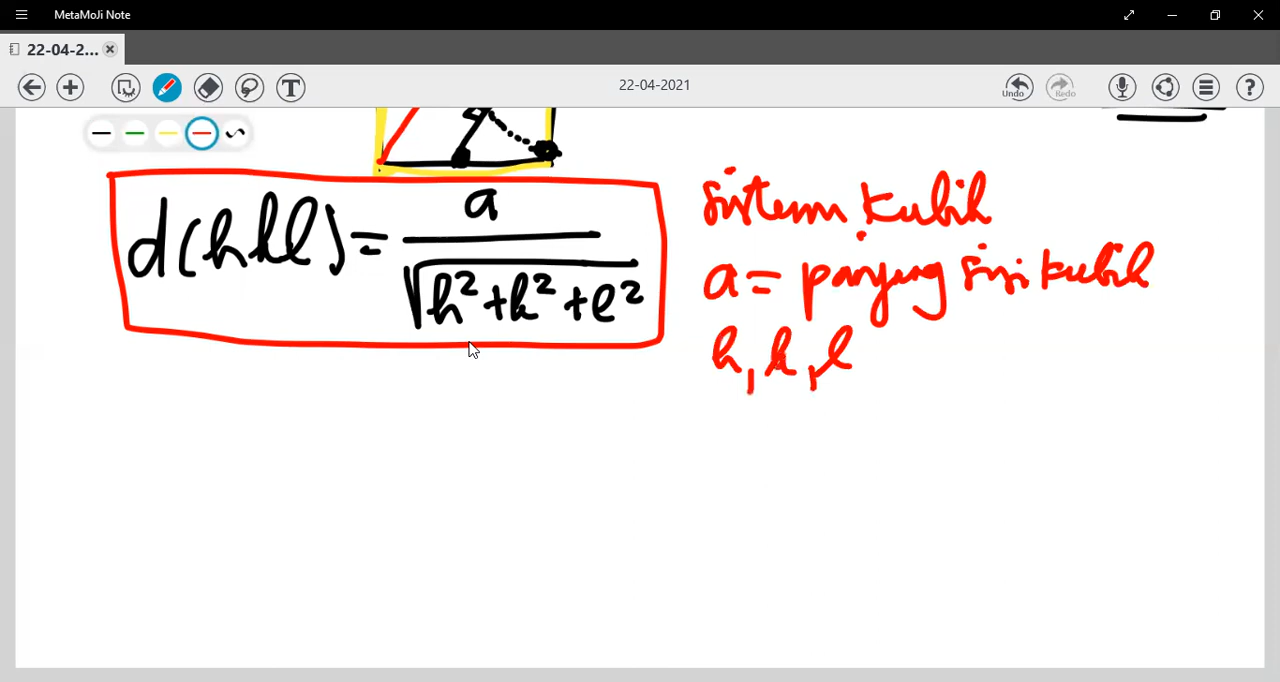 MetaMoJi Note
22-04-2...
22-04-2021
Undo
Redo
d(hkl) = a / √h²+k²+l²
sistem kubik
a = panjang sisi kubik
h, k, l